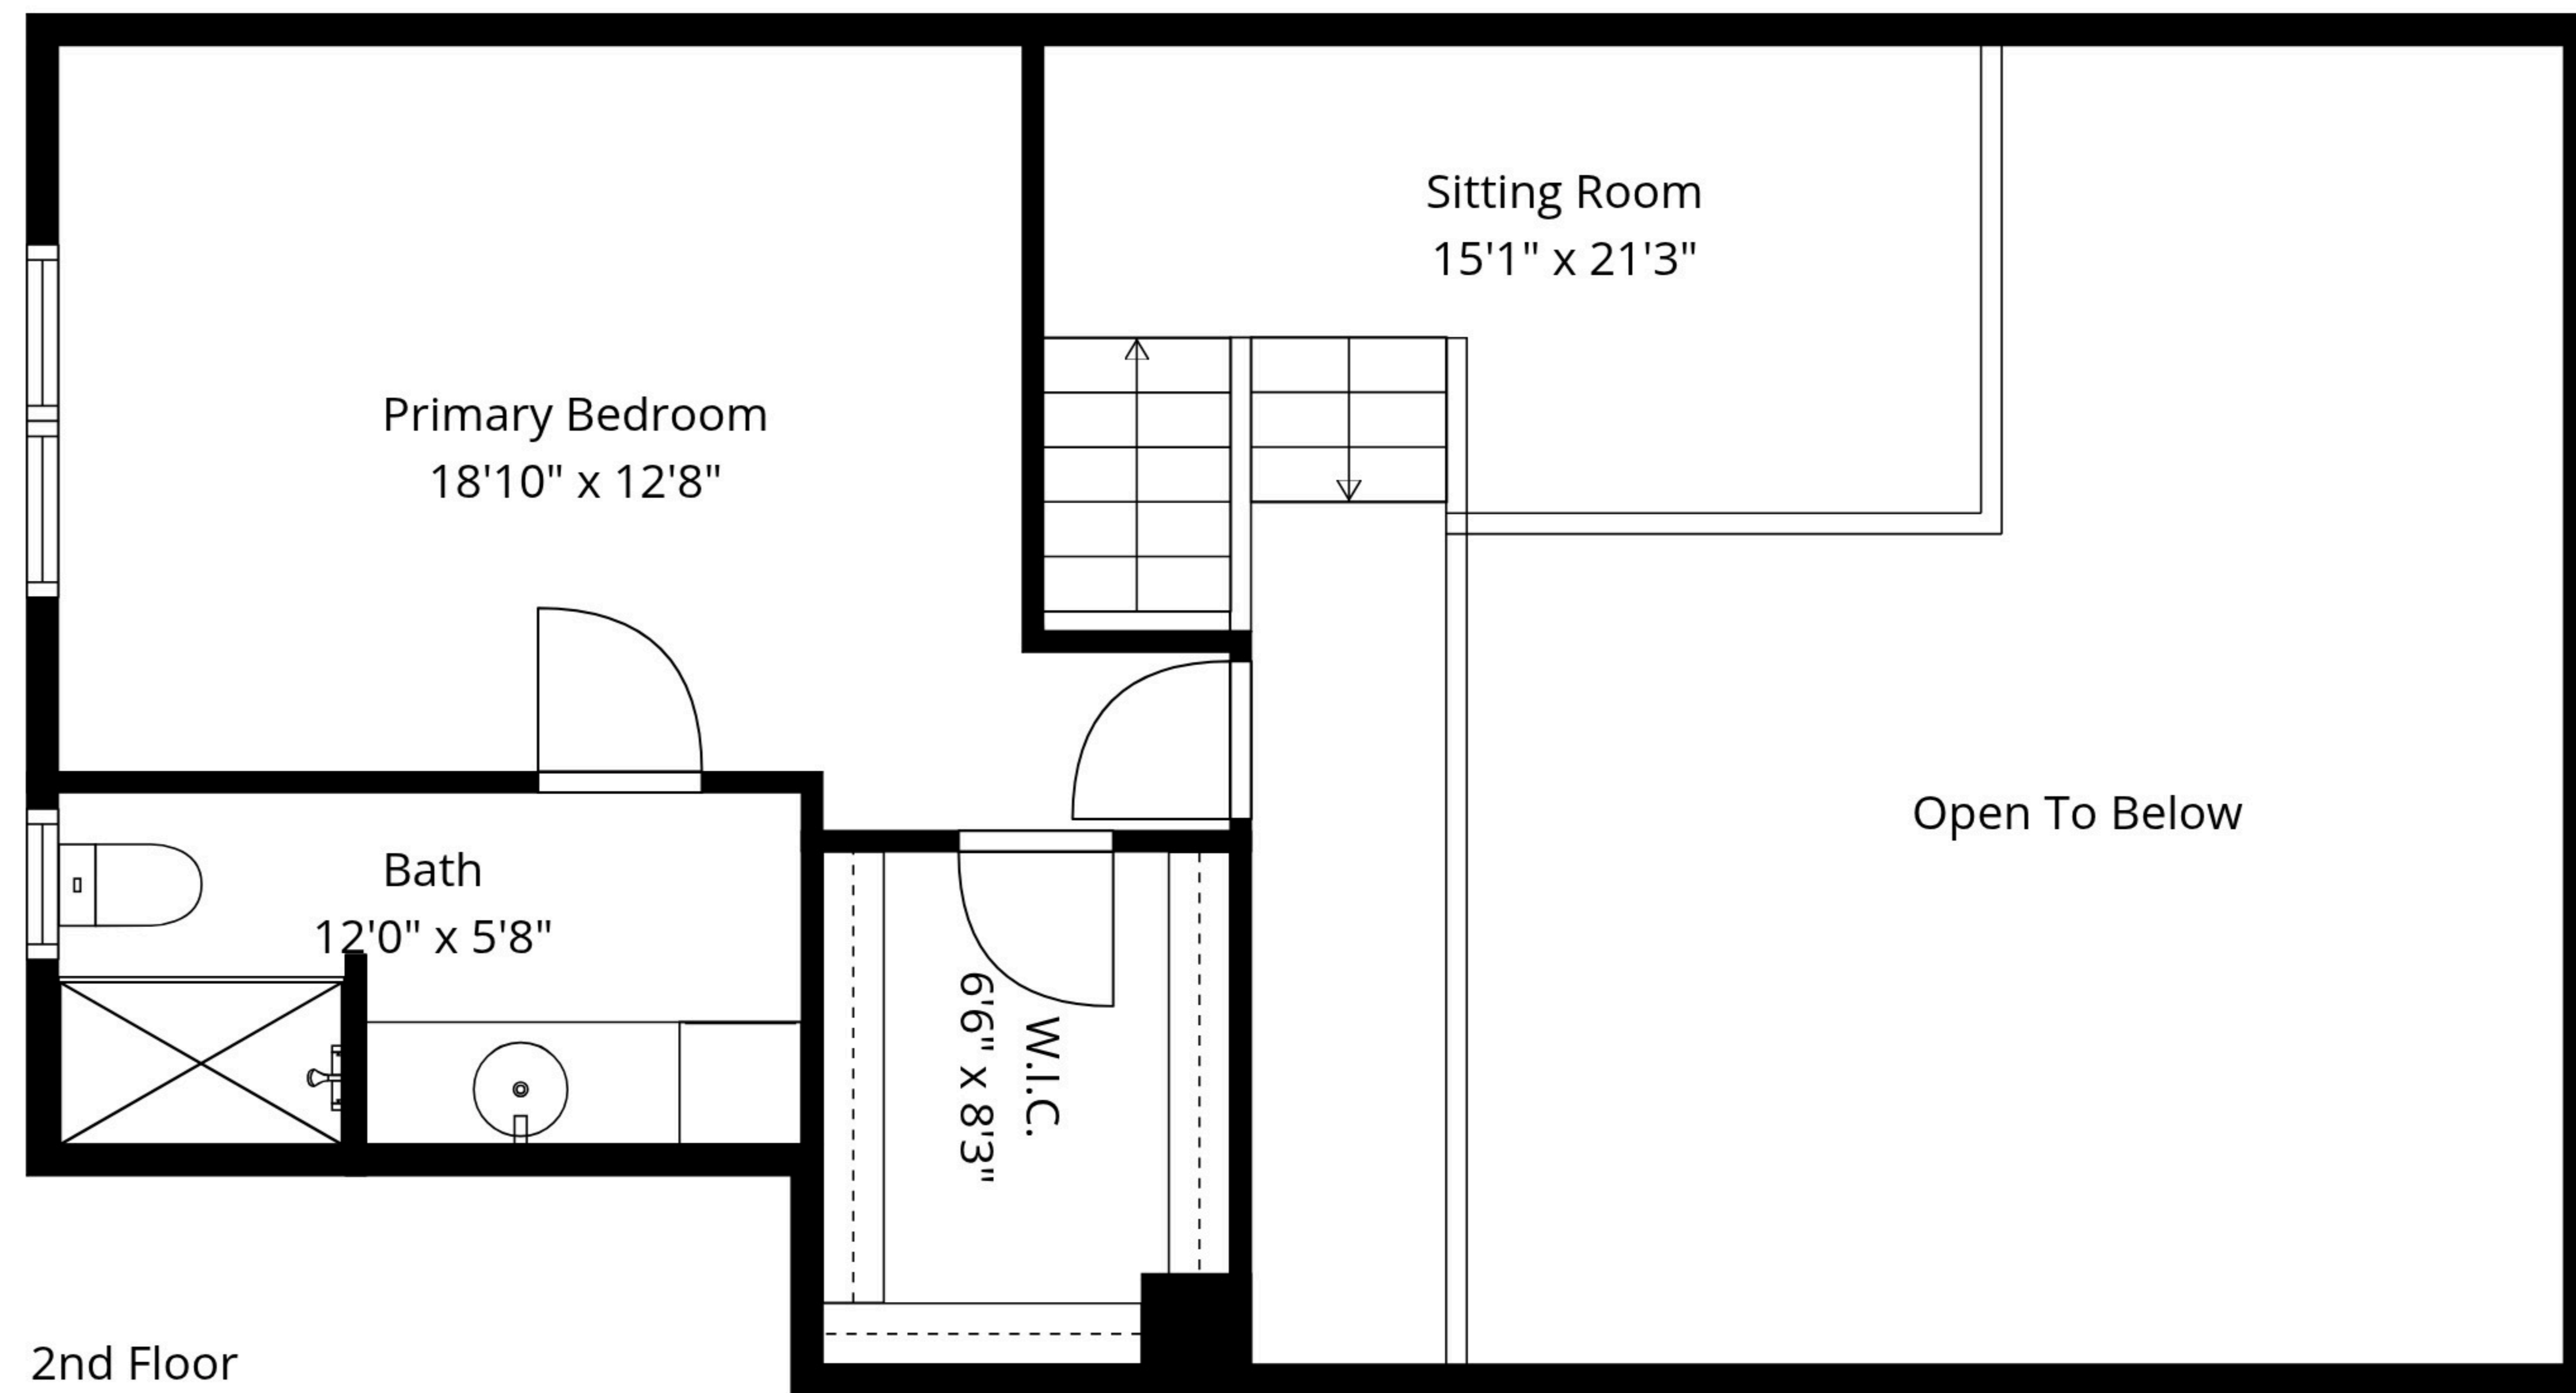 Sitting Room
15'1" x 21'3"
Primary Bedroom
18'10" x 12'8"
Open To Below
Bath
12'0" x 5'8"
W.I.C.
6'6" x 8'3"
2nd Floor